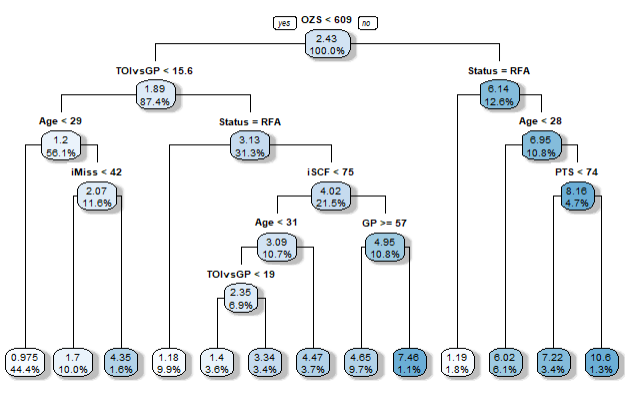 yes OZS < 609 no
2.43
100.0%
TOIvsGP < 15.6 Status = RFA
1.89 6.14
87.4% 12.6%
Age < 29 Status = RFA Age < 28
1.2 3.13 6.95
56.1% 31.3% 10.8%
iMiss < 42 iSCF < 75 PTS < 74
2.07 4.02 8.16
11.6% 21.5% 4.7%
Age < 31 GP >= 57
3.09 4.95
10.7% 10.8%
TOIvsGP < 19
2.35
6.9%
0.975 1.7 4.35 1.18 1.4 3.34 4.47 4.65 7.46 1.19 6.02 7.22 10.6
44.4% 10.0% 1.6% 9.9% 3.6% 3.4% 3.7% 9.7% 1.1% 1.8% 6.1% 3.4% 1.3%